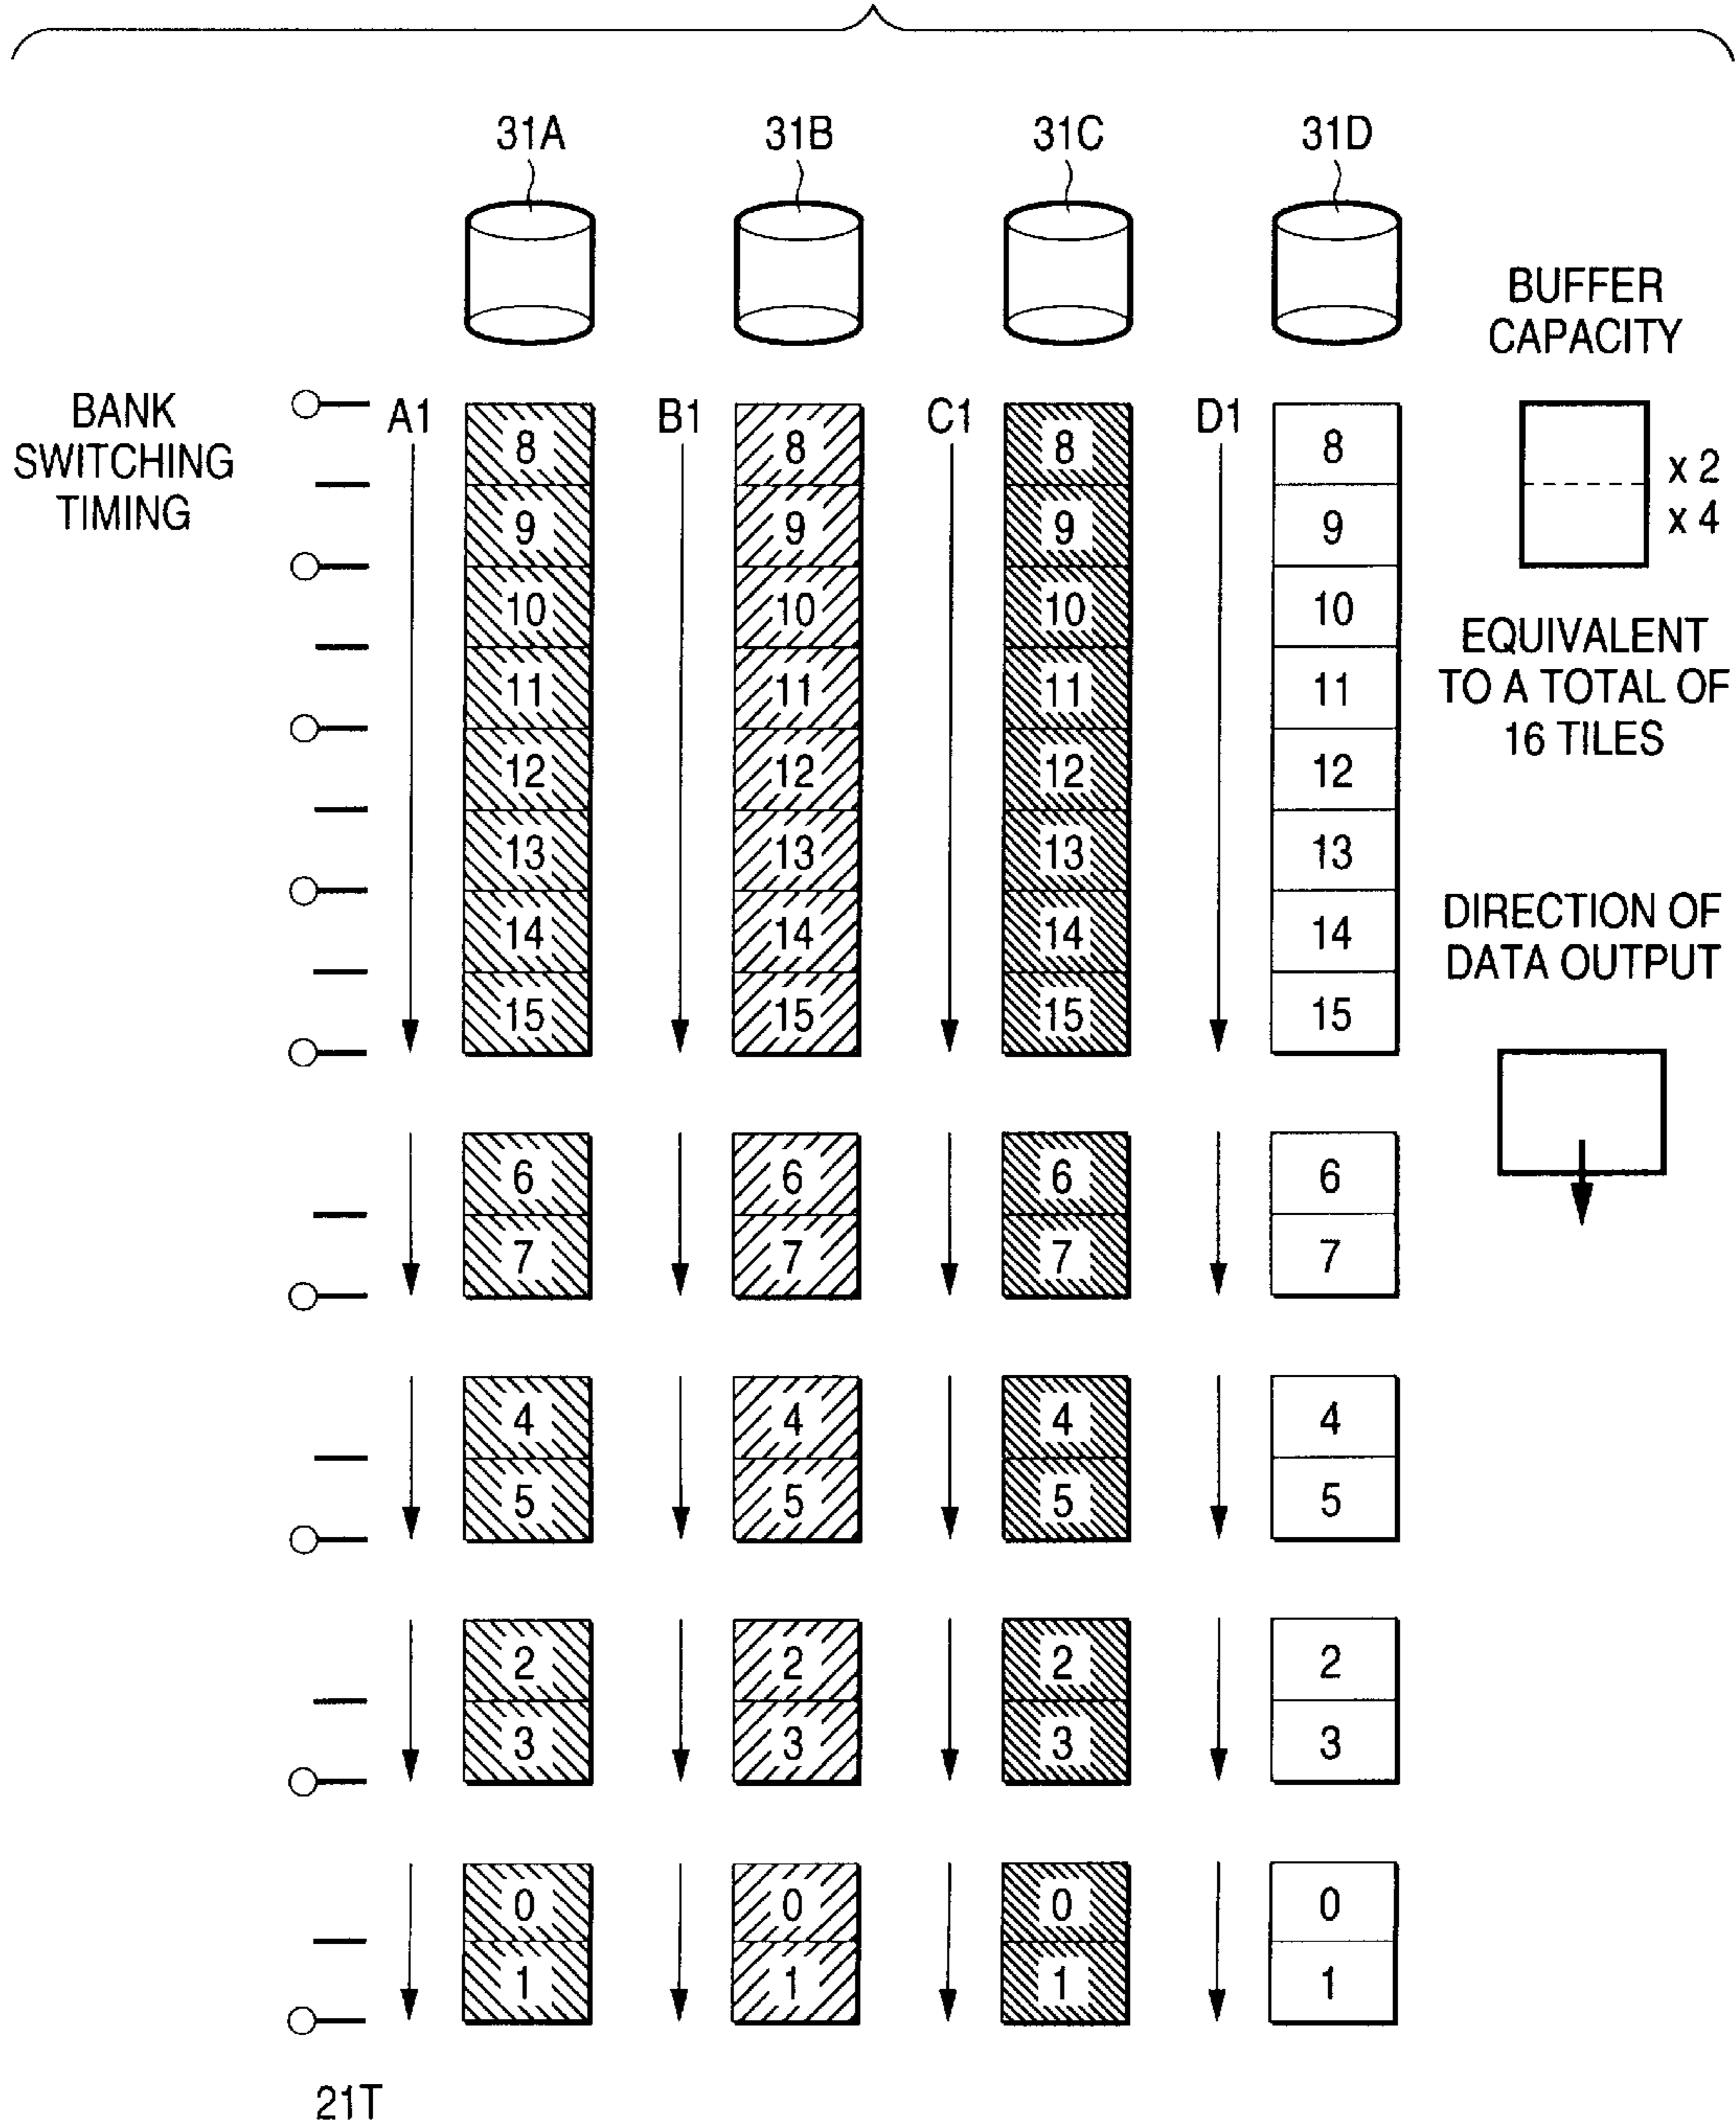 31A 31B 31C 31D
BUFFER
CAPACITY
BANK
SWITCHING
TIMING
A1 B1 C1 D1
x 2
x 4
8 8 8 8
9 9 9 9
10 10 10 10
11 11 11 11
12 12 12 12
13 13 13 13
14 14 14 14
15 15 15 15
EQUIVALENT
TO A TOTAL OF
16 TILES
DIRECTION OF
DATA OUTPUT
6 6 6 6
7 7 7 7
4 4 4 4
5 5 5 5
2 2 2 2
3 3 3 3
0 0 0 0
1 1 1 1
21T